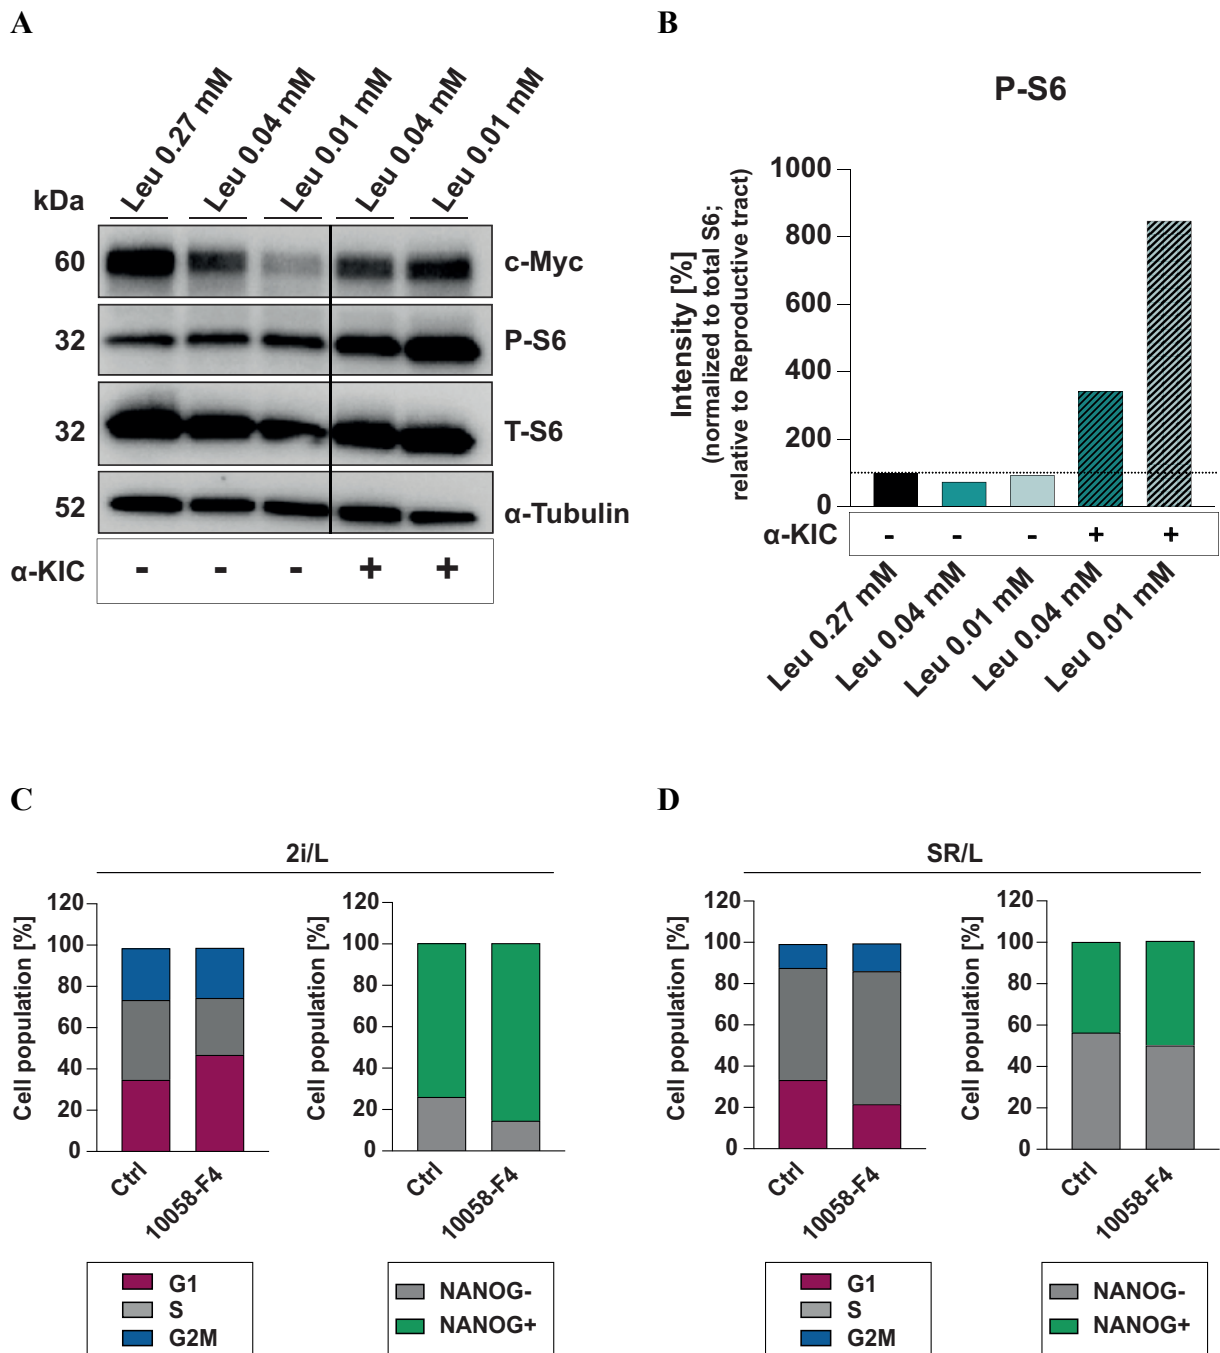 A
Leu 0.27 mM
Leu 0.04 mM
Leu 0.01 mM
Leu 0.04 mM
Leu 0.01 mM
kDa
60
c-Myc
32
P-S6
32
T-S6
52
α-Tubulin
α-KIC
-
-
-
+
+
B
P-S6
Intensity [%]
(normalized to total S6;
relative to Reproductive tract)
1000
800
600
400
200
0
α-KIC
-
-
-
+
+
Leu 0.27 mM
Leu 0.04 mM
Leu 0.01 mM
Leu 0.04 mM
Leu 0.01 mM
C
2i/L
Cell population [%]
120
100
80
60
40
20
0
Ctrl
10058-F4
G1
S
G2M
Cell population [%]
120
100
80
60
40
20
0
Ctrl
10058-F4
NANOG-
NANOG+
D
SR/L
Cell population [%]
120
100
80
60
40
20
0
Ctrl
10058-F4
G1
S
G2M
Cell population [%]
120
100
80
60
40
20
0
Ctrl
10058-F4
NANOG-
NANOG+